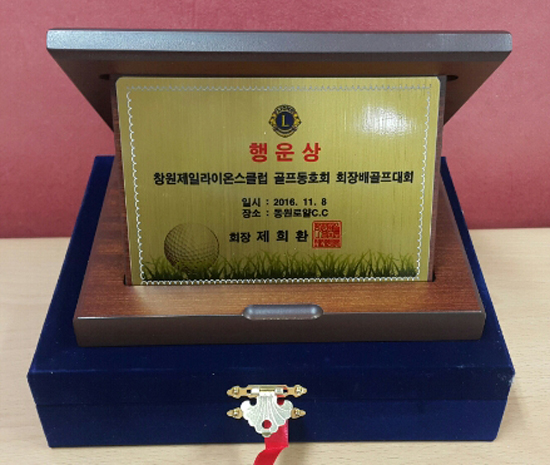 L
행운상
창원제일라이온스클럽 골프동호회 회장배골프대회
일시 : 2016. 11. 8
장소 : 동원로얄C.C
회장 제희환